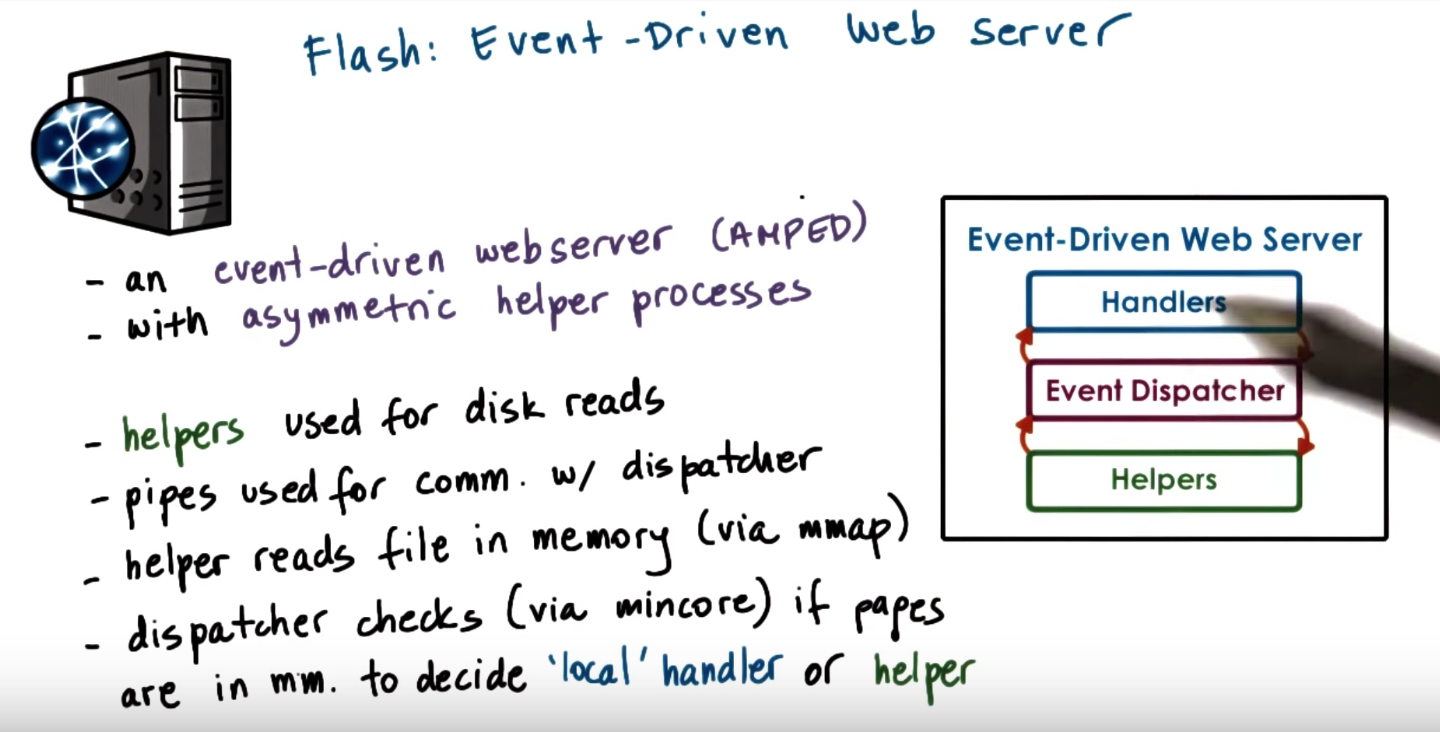 Flash: Event-Driven Web Server
- an event-driven webserver (AMPED)
- with asymmetric helper processes
- helpers used for disk reads
- pipes used for comm. w/ dispatcher
- helper reads file in memory (via mmap)
- dispatcher checks (via mincore) if papes
are in mm. to decide 'local' handler or helper
Event-Driven Web Server
Handlers
Event Dispatcher
Helpers